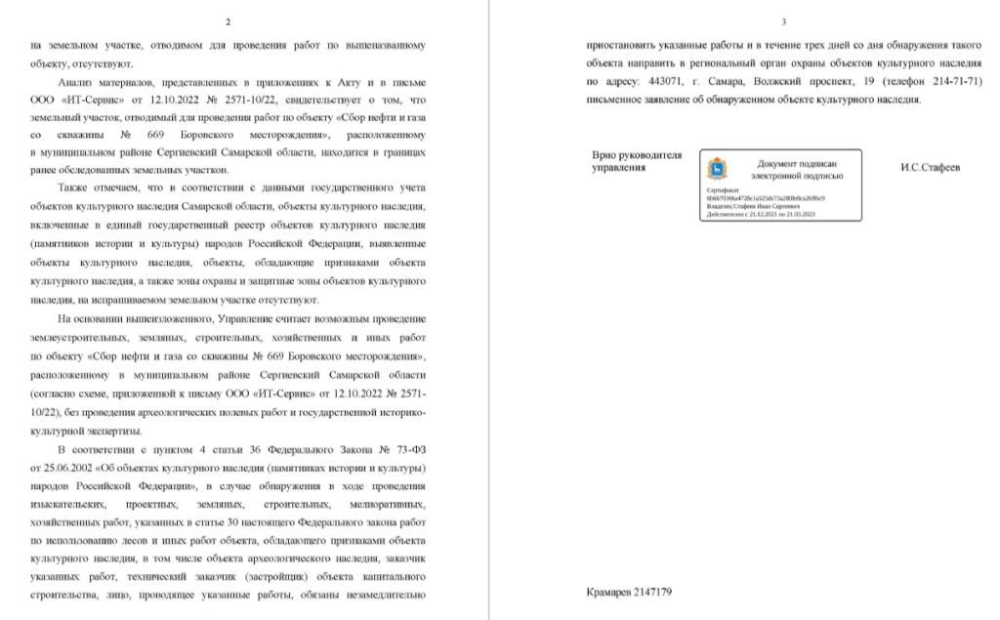 2
на земельном участке, отводимом для проведения работ по вышеназванному
объекту, отсутствуют.
Анализ материалов, представленных в приложениях к Акту и в письме
ООО «ИТ-Сервис» от 12.10.2022 № 2571-10/22, свидетельствует о том, что
земельный участок, отводимый для проведения работ по объекту «Сбор нефти и газа
со скважины № 669 Боровского месторождения», расположенному
в муниципальном районе Сергиевский Самарской области, находится в границах
ранее обследованных земельных участков.
Также отмечаем, что в соответствии с данными государственного учета
объектов культурного наследия Самарской области, объекты культурного наследия,
включенные в единый государственный реестр объектов культурного наследия
(памятников истории и культуры) народов Российской Федерации, выявленные
объекты культурного наследия, объекты, обладающие признаками объекта
культурного наследия, а также зоны охраны и защитные зоны объектов культурного
наследия, на испрашиваемом земельном участке отсутствуют.
На основании вышеизложенного, Управление считает возможным проведение
землеустроительных, земляных, строительных, хозяйственных и иных работ
по объекту «Сбор нефти и газа со скважины № 669 Боровского месторождения»,
расположенному в муниципальном районе Сергиевский Самарской области
(согласно схеме, приложенной к письму ООО «ИТ-Сервис» от 12.10.2022 № 2571-
10/22), без проведения археологических полевых работ и государственной историко-
культурной экспертизы.
В соответствии с пунктом 4 статьи 36 Федерального Закона № 73-ФЗ
от 25.06.2002 «Об объектах культурного наследия (памятниках истории и культуры)
народов Российской Федерации», в случае обнаружения в ходе проведения
изыскательских, проектных, земляных, строительных, мелиоративных,
хозяйственных работ, указанных в статье 30 настоящего Федерального закона работ
по использованию лесов и иных работ объекта, обладающего признаками объекта
культурного наследия, в том числе объекта археологического наследия, заказчик
указанных работ, технический заказчик (застройщик) объекта капитального
строительства, лицо, проводящее указанные работы, обязаны незамедлительно
3
приостановить указанные работы и в течение трех дней со дня обнаружения такого
объекта направить в региональный орган охраны объектов культурного наследия
по адресу: 443071, г. Самара, Волжский проспект, 19 (телефон 214-71-71)
письменное заявление об обнаруженном объекте культурного наследия.
Врио руководителя
управления
Документ подписан
электронной подписью
Сертификат
Владелец Стафеев Иван Сергеевич
Действителен с 21.12.2021 по 21.03.2023
И.С.Стафеев
Крамарев 2147179